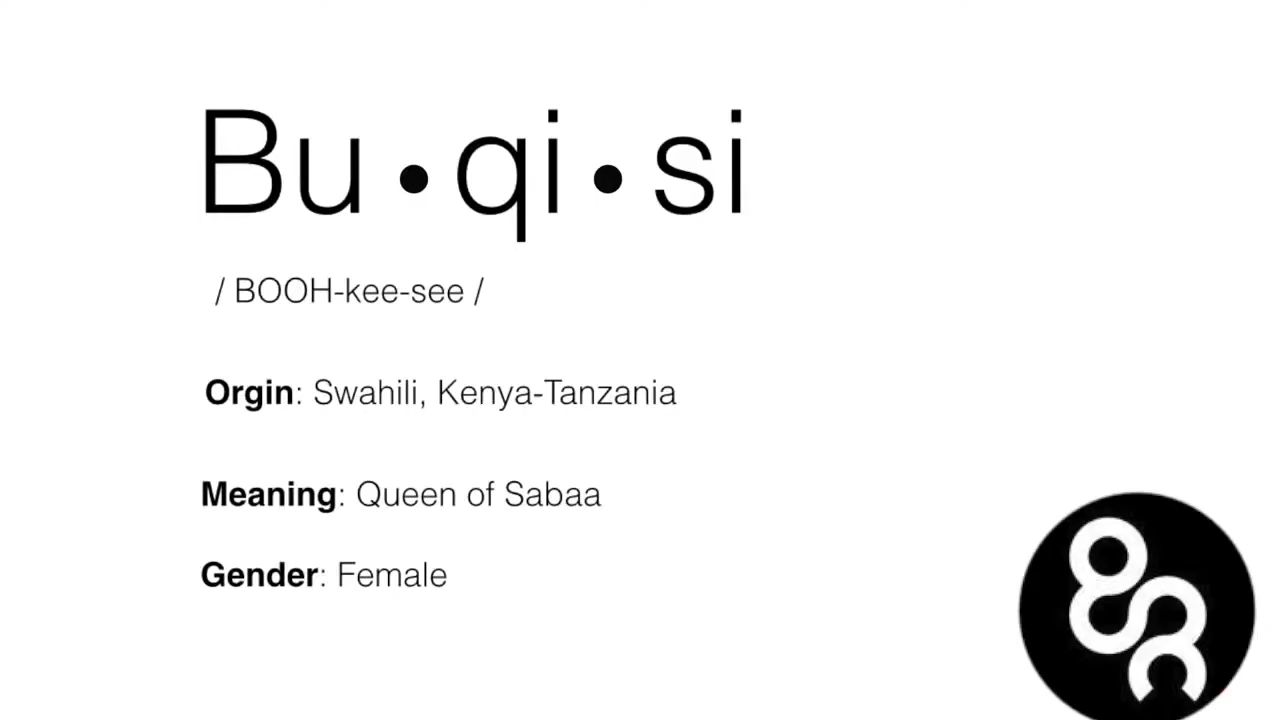 Bu•qi•si
/ BOOH-kee-see /
Orgin: Swahili, Kenya-Tanzania
Meaning: Queen of Sabaa
Gender: Female